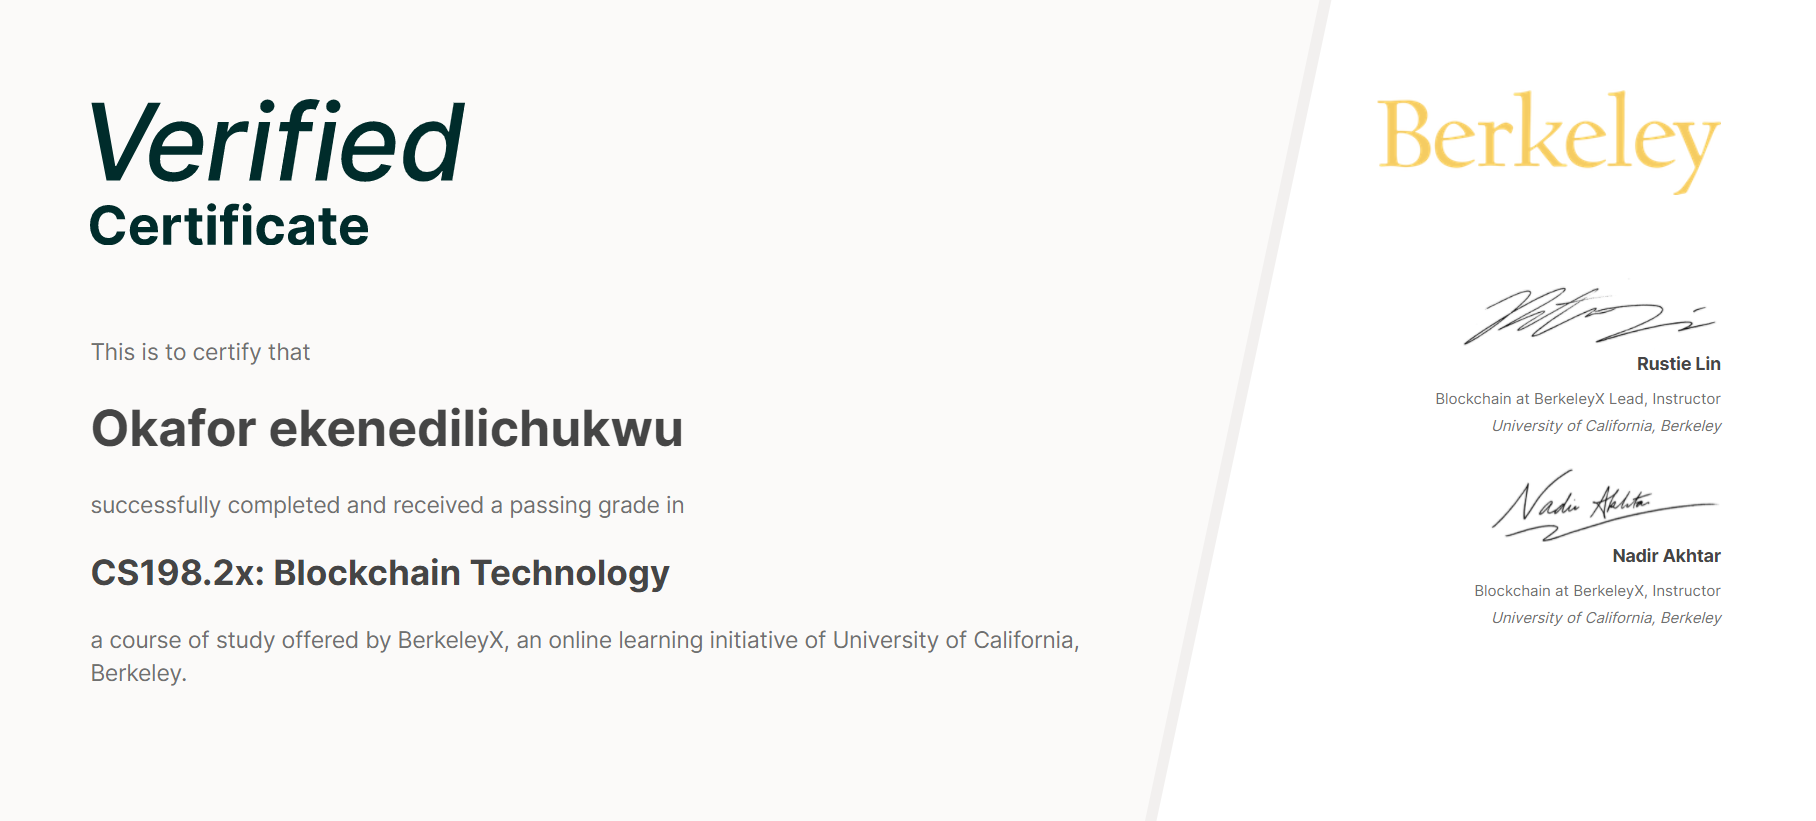 Verified
Certificate
This is to certify that
Okafor ekenedilichukwu
successfully completed and received a passing grade in
CS198.2x: Blockchain Technology
a course of study offered by BerkeleyX, an online learning initiative of University of California,
Berkeley.
Berkeley
Rustie Lin
Blockchain at BerkeleyX Lead, Instructor
University of California, Berkeley
Nadir Akhtar
Nadir Akhtar
Blockchain at BerkeleyX, Instructor
University of California, Berkeley